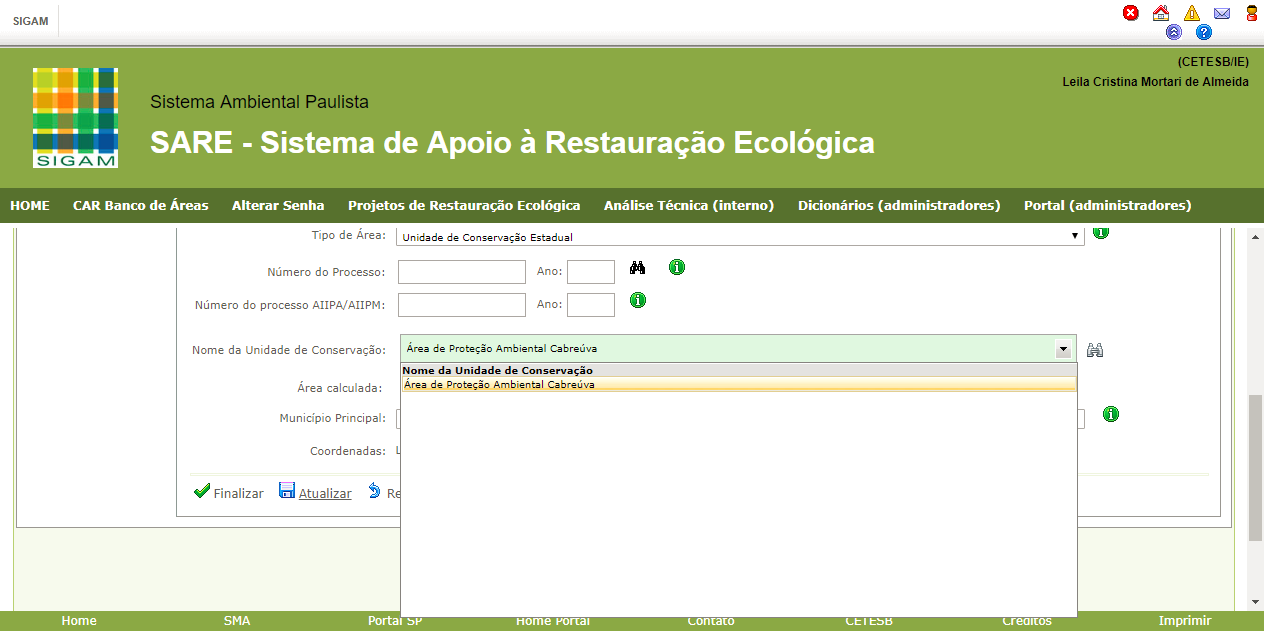 SIGAM
(CETESB/IE)
Leila Cristina Mortari de Almeida
SIGAM
Sistema Ambiental Paulista
SARE - Sistema de Apoio à Restauração Ecológica
HOME CAR Banco de Áreas Alterar Senha Projetos de Restauração Ecológica Análise Técnica (interno) Dicionários (administradores) Portal (administradores)
Tipo de Área: Unidade de Conservação Estadual
Número do Processo: Ano:
Número do processo AIIPA/AIIPM: Ano:
Nome da Unidade de Conservação: Área de Proteção Ambiental Cabreúva
Nome da Unidade de Conservação
Área de Proteção Ambiental Cabreúva
Área calculada:
Município Principal:
Coordenadas: L
Finalizar Atualizar Re
Home SMA Portal SP Home Portal Contato CETESB Créditos Imprimir